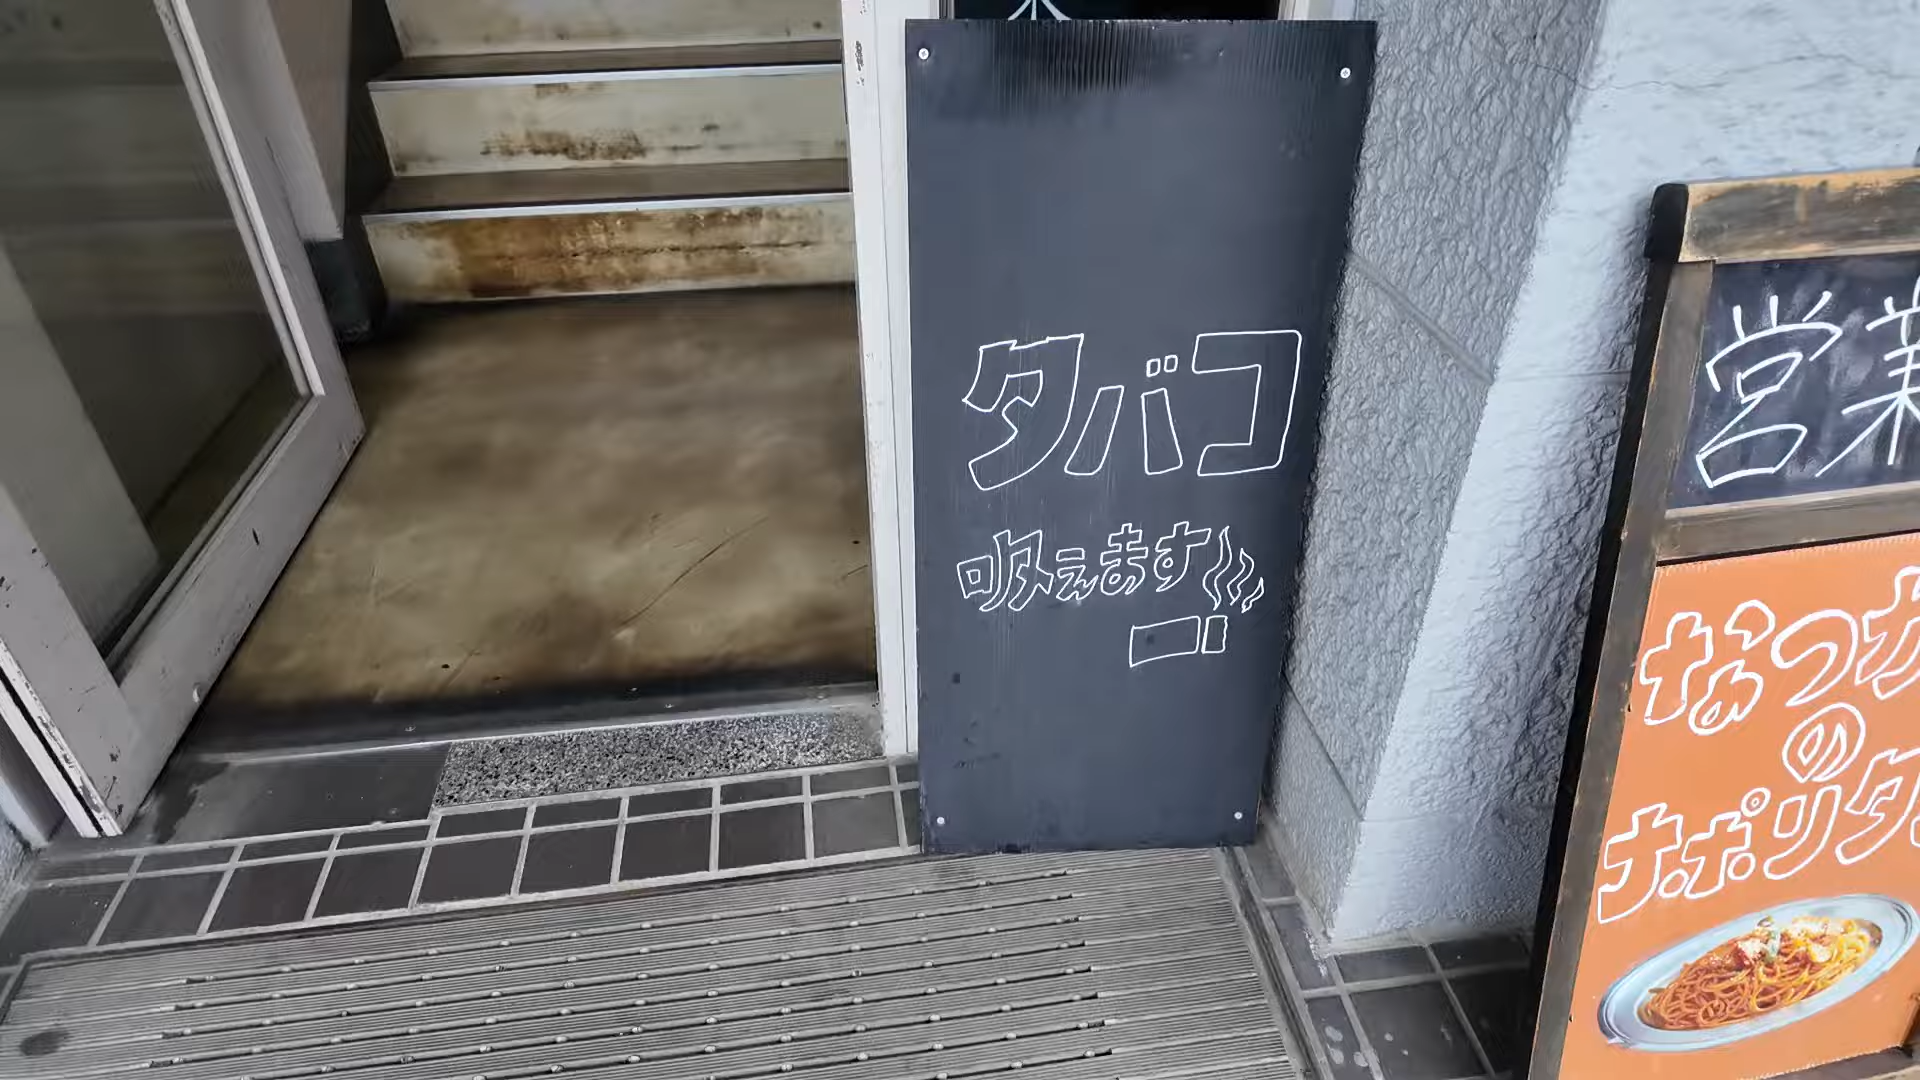 タバコ
吸えます
営業
なつか
の
ナポリタ